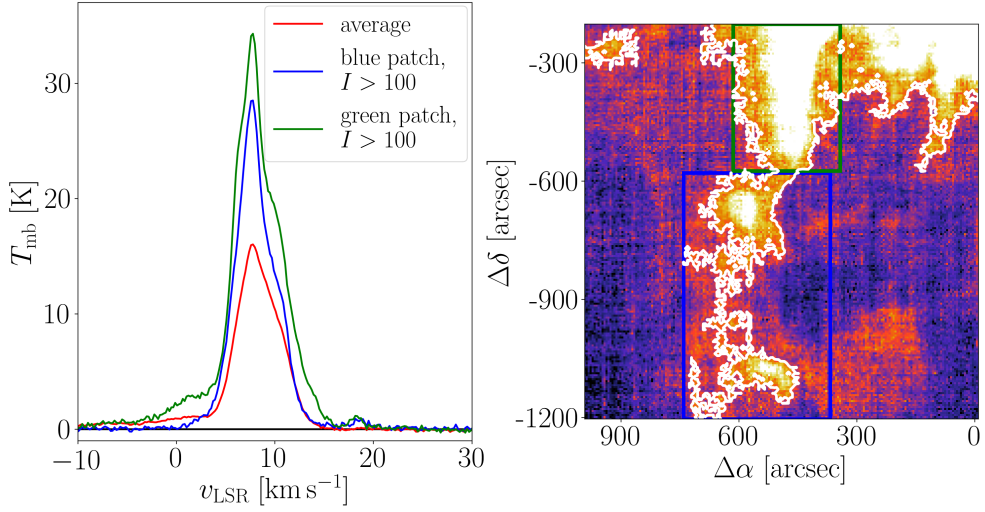 average
blue patch,
I > 100
green patch,
I > 100
30
20
10
0
T_mb [K]
−10
0
10
20
30
v_LSR [km s⁻¹]
-300
-600
-900
-1200
Δδ [arcsec]
900
600
300
0
Δα [arcsec]